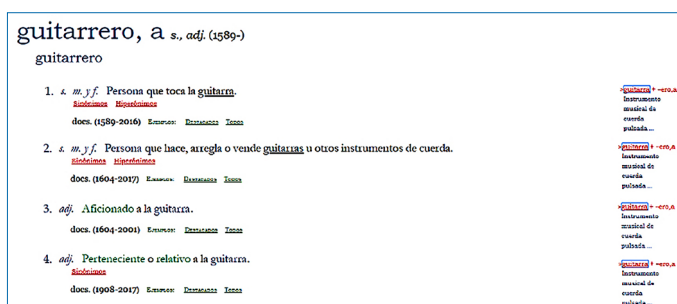 guitarrero, a s., adj. (1589-)
guitarrero
1. s. m. y f. Persona que toca la guitarra.
Sinónimos Hiperónimos
docs. (1589-2016) Ejemplos: Destacados Todos
>guitarra + -ero,a
Instrumento
musical de
cuerda
pulsada ...
2. s. m. y f. Persona que hace, arregla o vende guitarras u otros instrumentos de cuerda.
Sinónimos Hiperónimos
docs. (1604-2017) Ejemplos: Destacados Todos
>guitarra + -ero,a
Instrumento
musical de
cuerda
pulsada ...
3. adj. Aficionado a la guitarra.
docs. (1604-2001) Ejemplos: Destacados Todos
>guitarra + -ero,a
Instrumento
musical de
cuerda
pulsada ...
4. adj. Perteneciente o relativo a la guitarra.
Sinónimos
docs. (1908-2017) Ejemplos: Destacados Todos
>guitarra + -ero,a
Instrumento
musical de
cuerda
pulsada ...